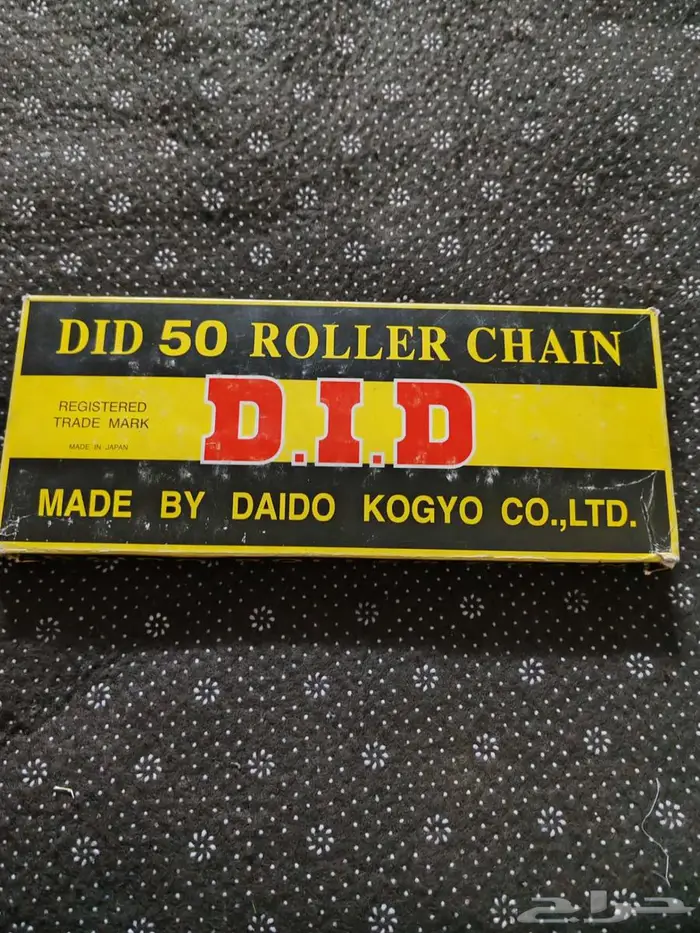 DID 50 ROLLER CHAIN
REGISTERED
TRADE MARK
MADE IN JAPAN
D.I.D
MADE BY DAIDO KOGYO CO.,LTD.
حراج